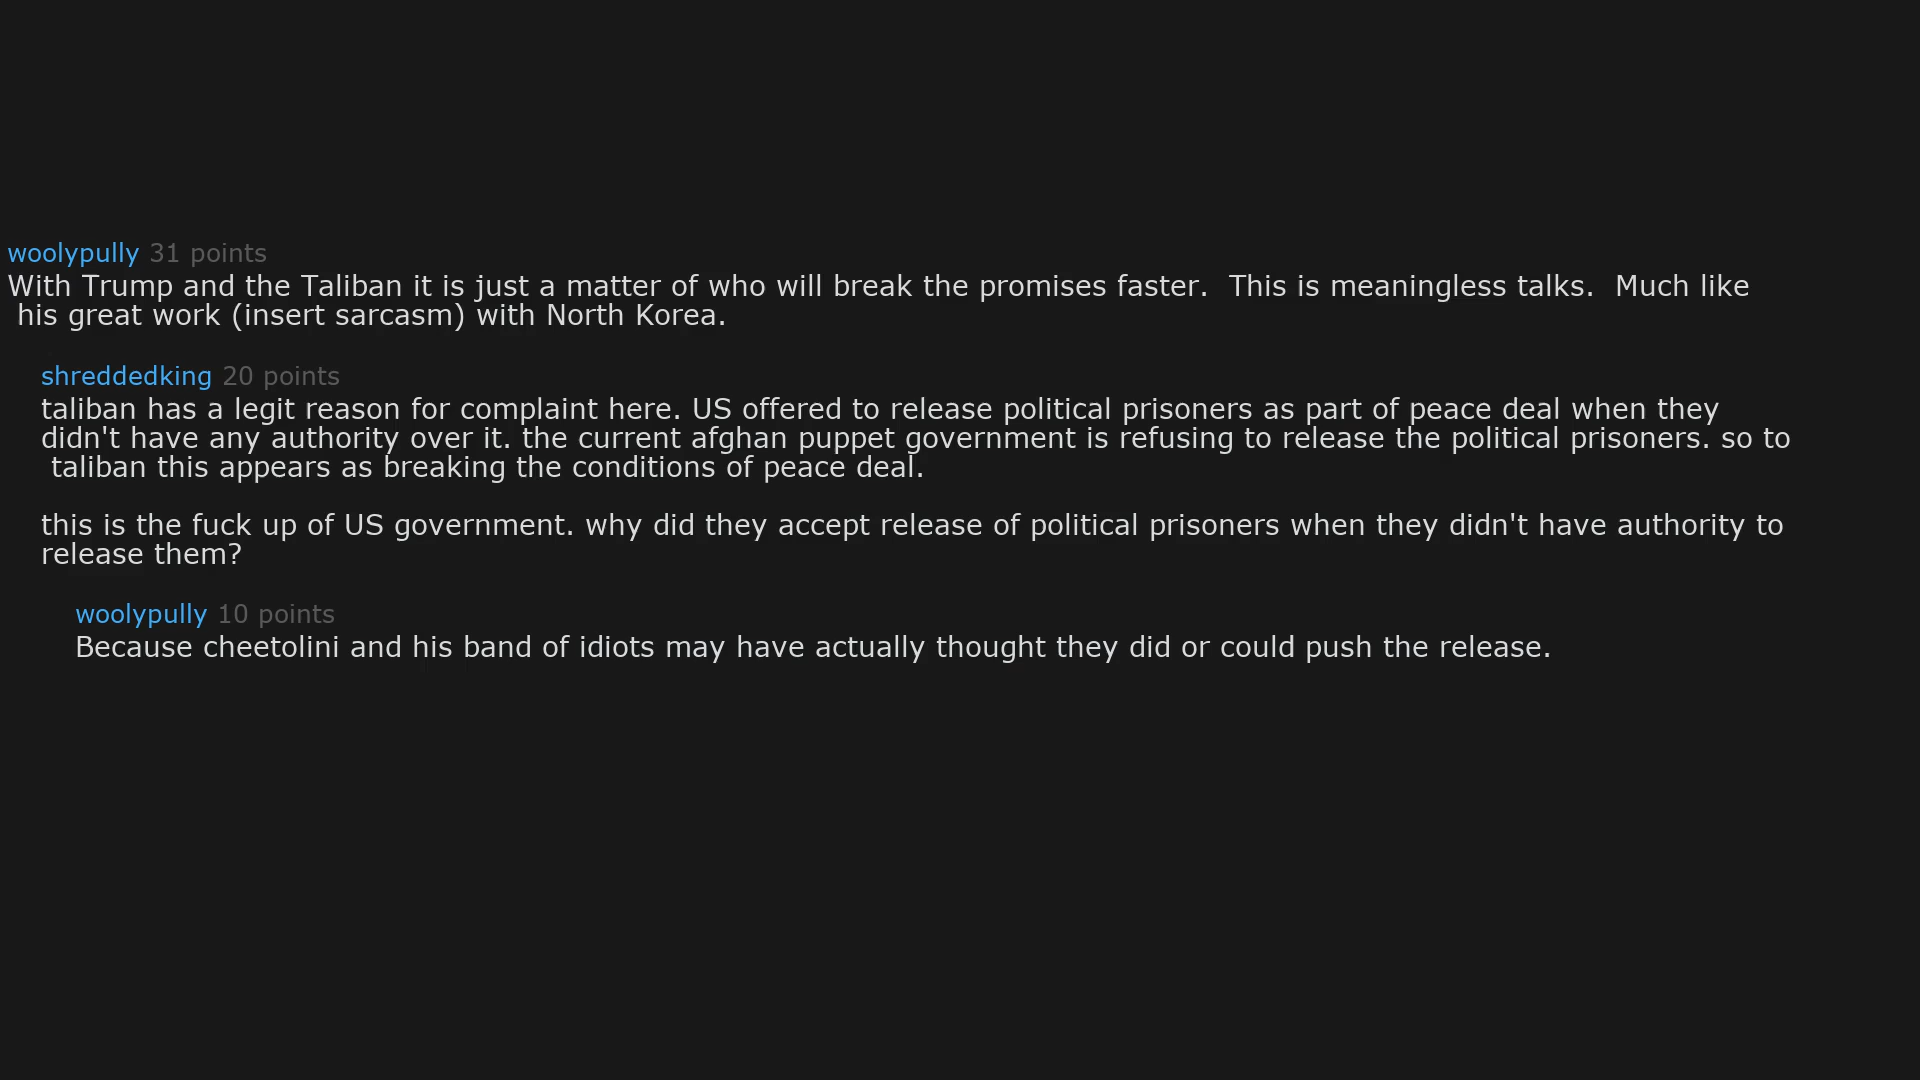 woolypully 31 points
With Trump and the Taliban it is just a matter of who will break the promises faster.  This is meaningless talks.  Much like
his great work (insert sarcasm) with North Korea.
shreddedking 20 points
taliban has a legit reason for complaint here. US offered to release political prisoners as part of peace deal when they
didn't have any authority over it. the current afghan puppet government is refusing to release the political prisoners. so to
taliban this appears as breaking the conditions of peace deal.
this is the fuck up of US government. why did they accept release of political prisoners when they didn't have authority to
release them?
woolypully 10 points
Because cheetolini and his band of idiots may have actually thought they did or could push the release.